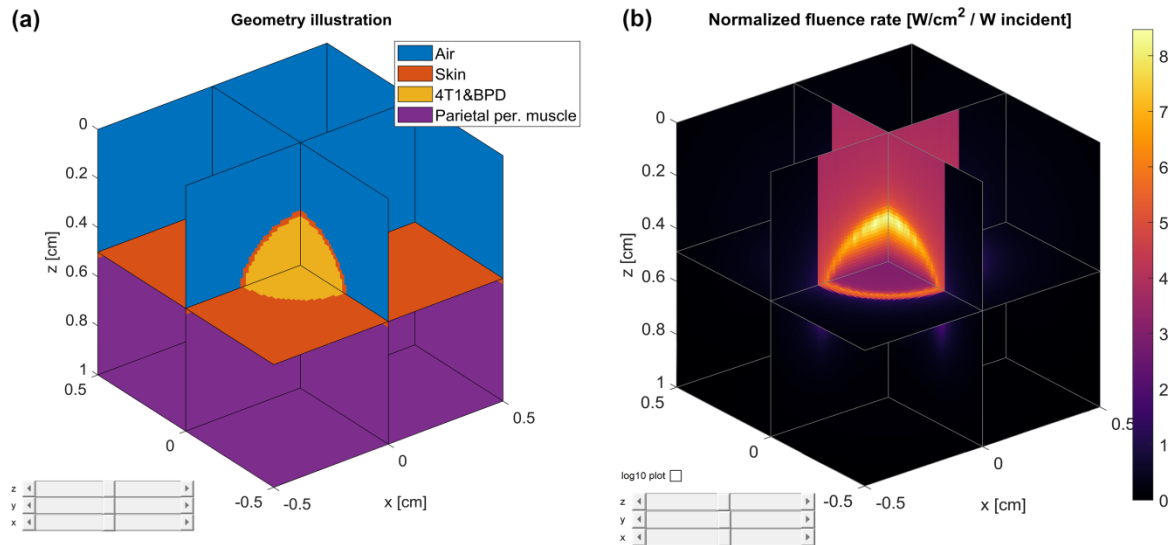 (a)
Geometry illustration
Air
Skin
4T1&BPD
Parietal per. muscle
0
0.2
0.4
0.6
0.8
1
z [cm]
0.5
0
-0.5
-0.5
0
0.5
x [cm]
z
y
x
(b)
Normalized fluence rate [W/cm² / W incident]
0
0.2
0.4
0.6
0.8
1
z [cm]
0.5
0
-0.5
-0.5
0
0.5
x [cm]
8
7
6
5
4
3
2
1
0
log10 plot
z
y
x